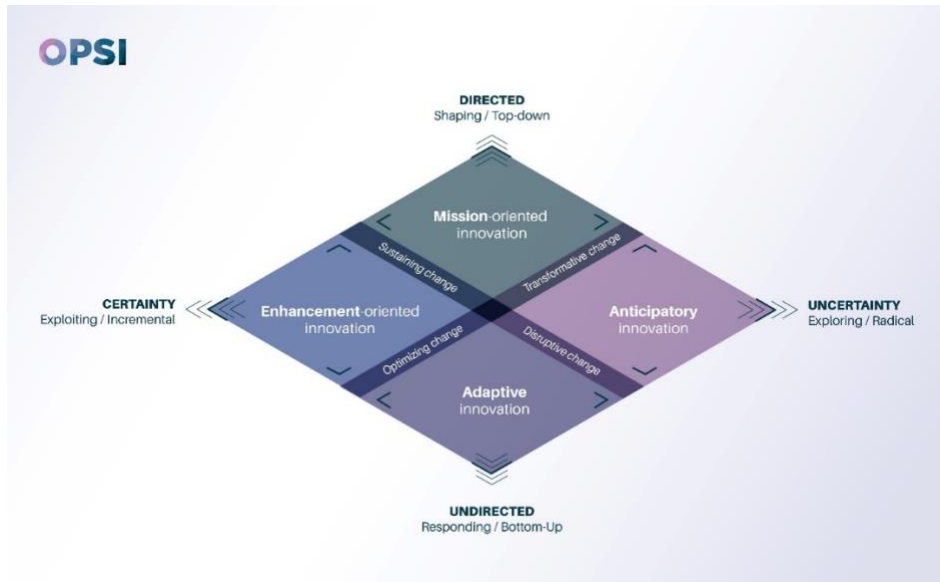 OPSI
DIRECTED
Shaping / Top-down
Mission-oriented
innovation
Sustaining change
Transformative change
CERTAINTY
Exploiting / Incremental
Enhancement-oriented
innovation
Anticipatory
innovation
UNCERTAINTY
Exploring / Radical
Optimizing change
Disruptive change
Adaptive
innovation
UNDIRECTED
Responding / Bottom-Up